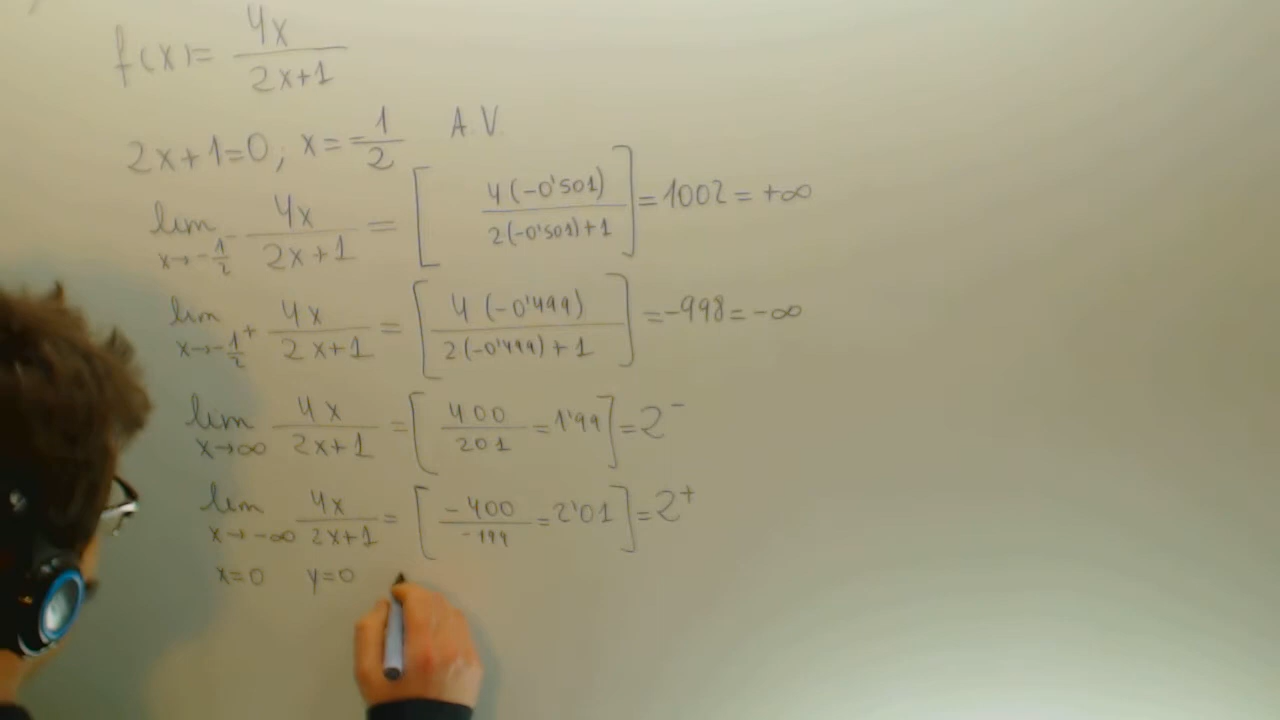 f(x)= 4x / 2x+1
2x+1=0; x=-1/2 A.V.
lim x→-1/2⁻ 4x / 2x+1 = [ 4(-0'501) / 2(-0'501)+1 ] = 1002 = +∞
lim x→-1/2⁺ 4x / 2x+1 = [ 4(-0'499) / 2(-0'499)+1 ] = -998 = -∞
lim x→∞ 4x / 2x+1 = [ 400 / 201 = 1'99 ] = 2⁻
lim x→-∞ 4x / 2x+1 = [ -400 / -199 = 2'01 ] = 2⁺
x=0 y=0